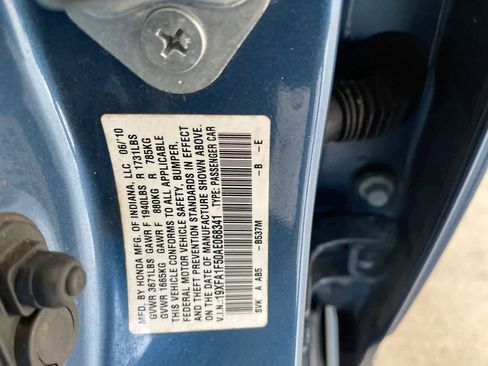 MFD. BY HONDA MFG. OF INDIANA, LLC 06/10
GVWR 3671LBS GAWR F 1940LBS R 1731LBS
GVWR 1665KG GAWR F 880KG R 785KG
THIS VEHICLE CONFORMS TO ALL APPLICABLE
FEDERAL MOTOR VEHICLE SAFETY, BUMPER,
AND THEFT PREVENTION STANDARDS IN EFFECT
ON THE DATE OF MANUFACTURE SHOWN ABOVE.
V.I.N.:19XFA1F50AE068341 TYPE: PASSENGER CAR
SVK A AB5 -B537M -B -E